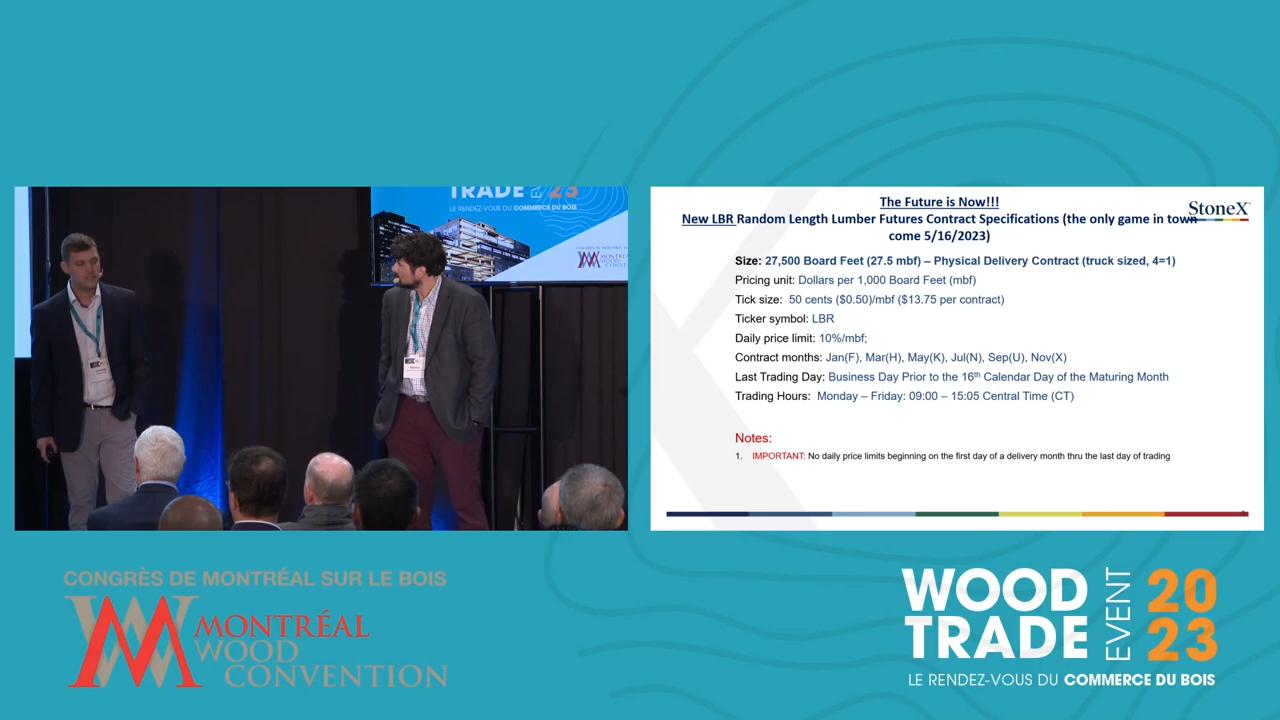 TRADE
23
LE RENDEZ-VOUS DU COMMERCE DU BOIS
The Future is Now!!!
New LBR Random Length Lumber Futures Contract Specifications (the only game in town
come 5/16/2023)
StoneX
Size: 27,500 Board Feet (27.5 mbf) – Physical Delivery Contract (truck sized, 4=1)
Pricing unit: Dollars per 1,000 Board Feet (mbf)
Tick size: 50 cents ($0.50)/mbf ($13.75 per contract)
Ticker symbol: LBR
Daily price limit: 10%/mbf;
Contract months: Jan(F), Mar(H), May(K), Jul(N), Sep(U), Nov(X)
Last Trading Day: Business Day Prior to the 16th Calendar Day of the Maturing Month
Trading Hours: Monday – Friday: 09:00 – 15:05 Central Time (CT)
Notes:
1. IMPORTANT: No daily price limits beginning on the first day of a delivery month thru the last day of trading
CONGRÈS DE MONTRÉAL SUR LE BOIS
MONTRÉAL
WOOD
CONVENTION
WOOD
TRADE
EVENT
20
23
LE RENDEZ-VOUS DU COMMERCE DU BOIS